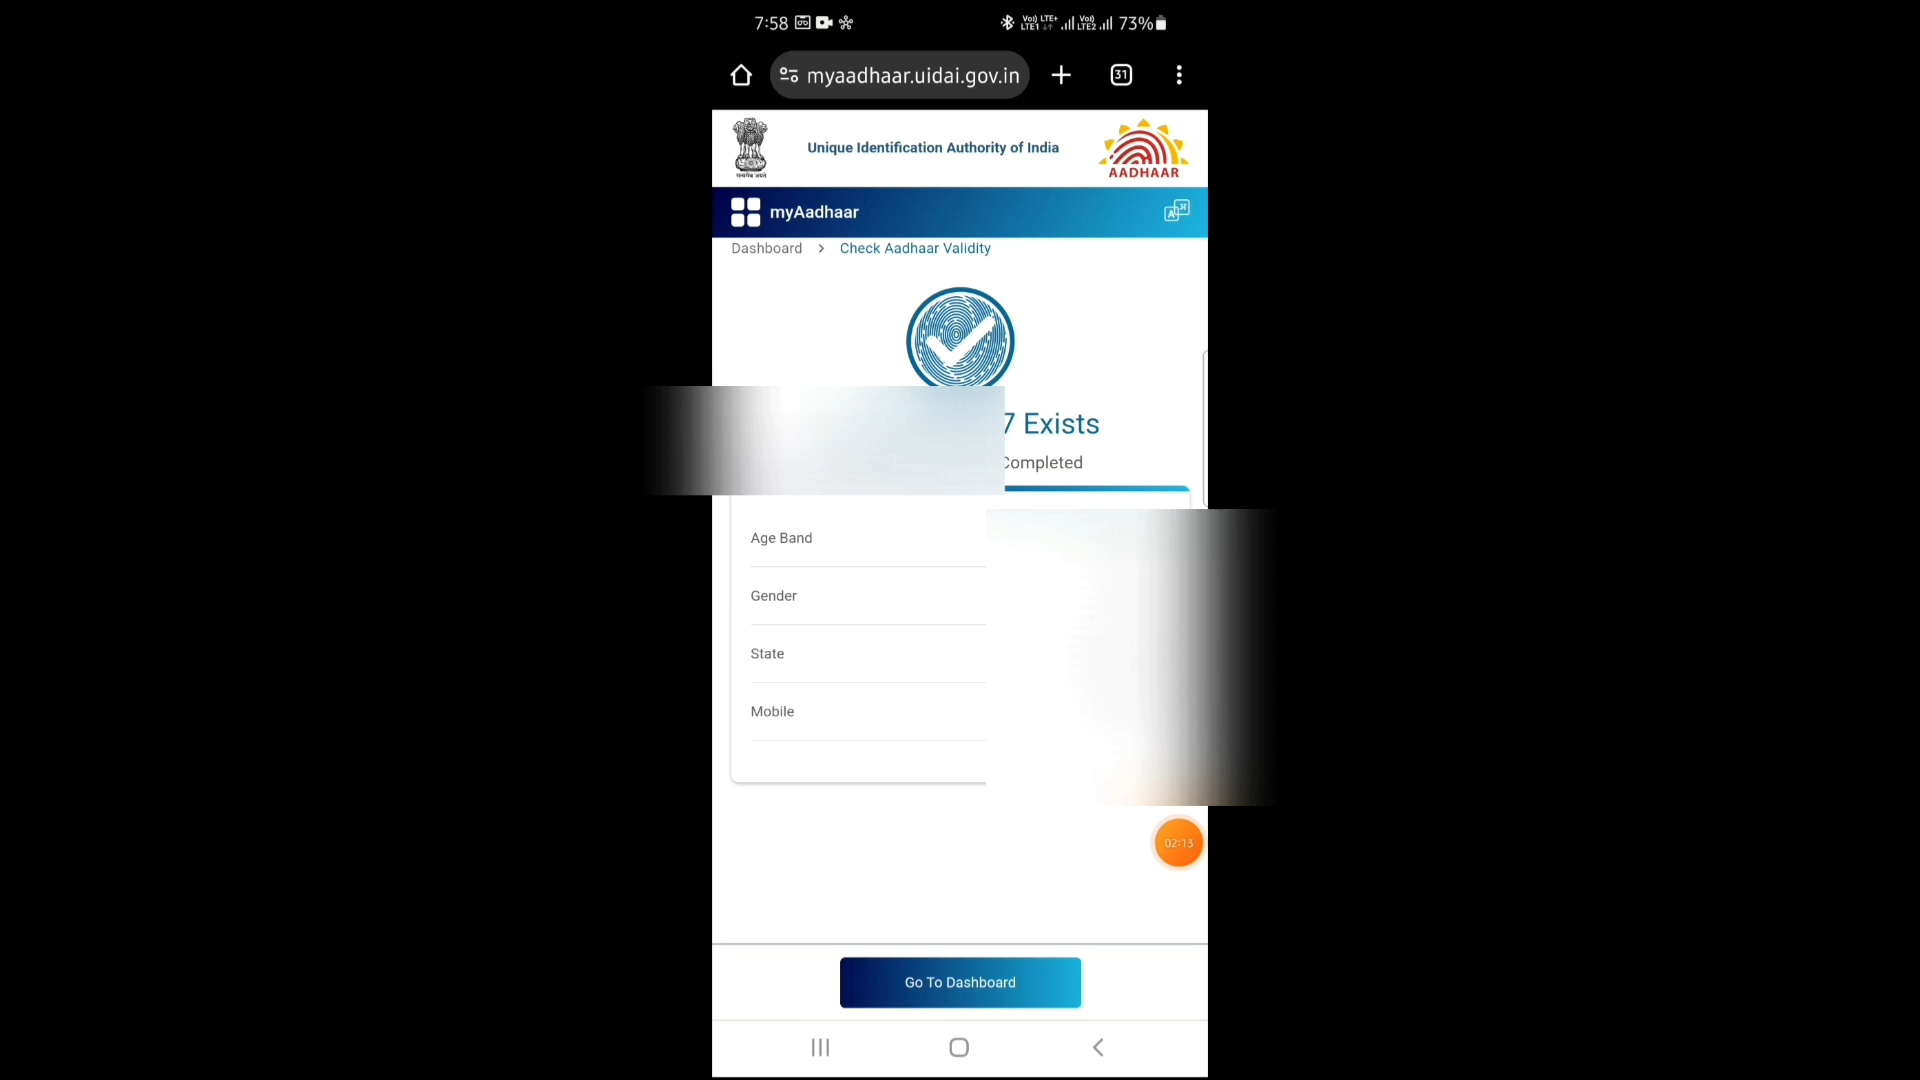 7:58 73%
myaadhaar.uidai.gov.in 31
Unique Identification Authority of India
AADHAAR
myAadhaar
Dashboard > Check Aadhaar Validity
7 Exists
Completed
Age Band
Gender
State
Mobile
02:13
Go To Dashboard